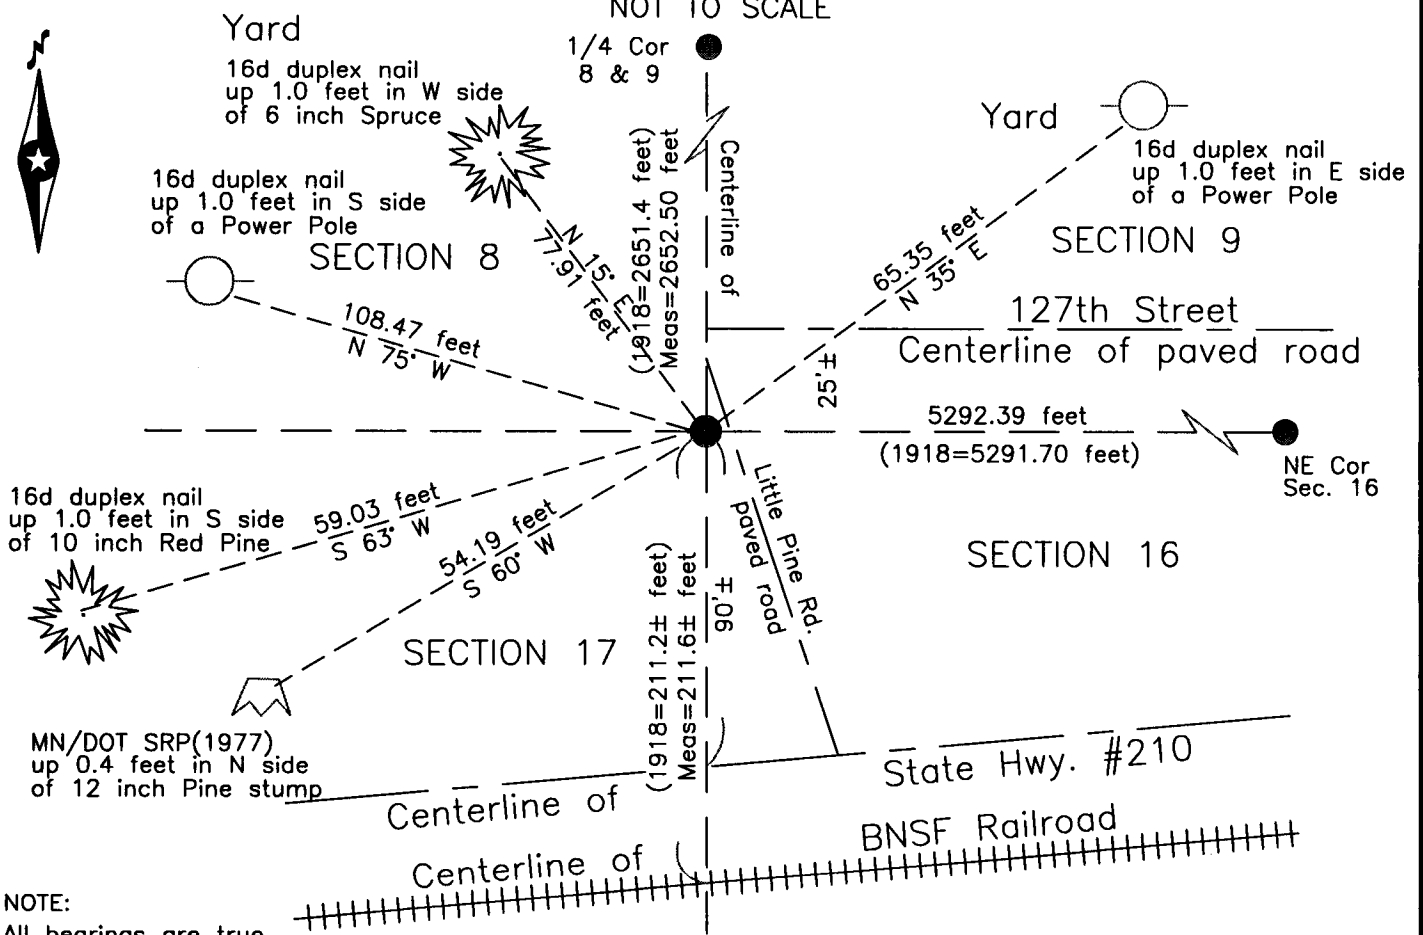 NOT TO SCALE
N
Yard
1/4 Cor
8 & 9
16d duplex nail
up 1.0 feet in W side
of 6 inch Spruce
Yard
16d duplex nail
up 1.0 feet in E side
of a Power Pole
16d duplex nail
up 1.0 feet in S side
of a Power Pole
SECTION 8
SECTION 9
(1918=2651.4 feet)
Meas=2652.50 feet
Centerline of
N 15° E
77.91 feet
65.35 feet
N 35° E
127th Street
Centerline of paved road
108.47 feet
N 75° W
25'±
5292.39 feet
(1918=5291.70 feet)
NE Cor
Sec. 16
16d duplex nail
up 1.0 feet in S side
of 10 inch Red Pine
59.03 feet
S 63° W
54.19 feet
S 60° W
Little Pine Rd.
paved road
SECTION 16
SECTION 17
(1918=211.2± feet)
Meas=211.6± feet
90'±
MN/DOT SRP(1977)
up 0.4 feet in N side
of 12 inch Pine stump
Centerline of
State Hwy. #210
Centerline of
BNSF Railroad
NOTE:
All bearings are true